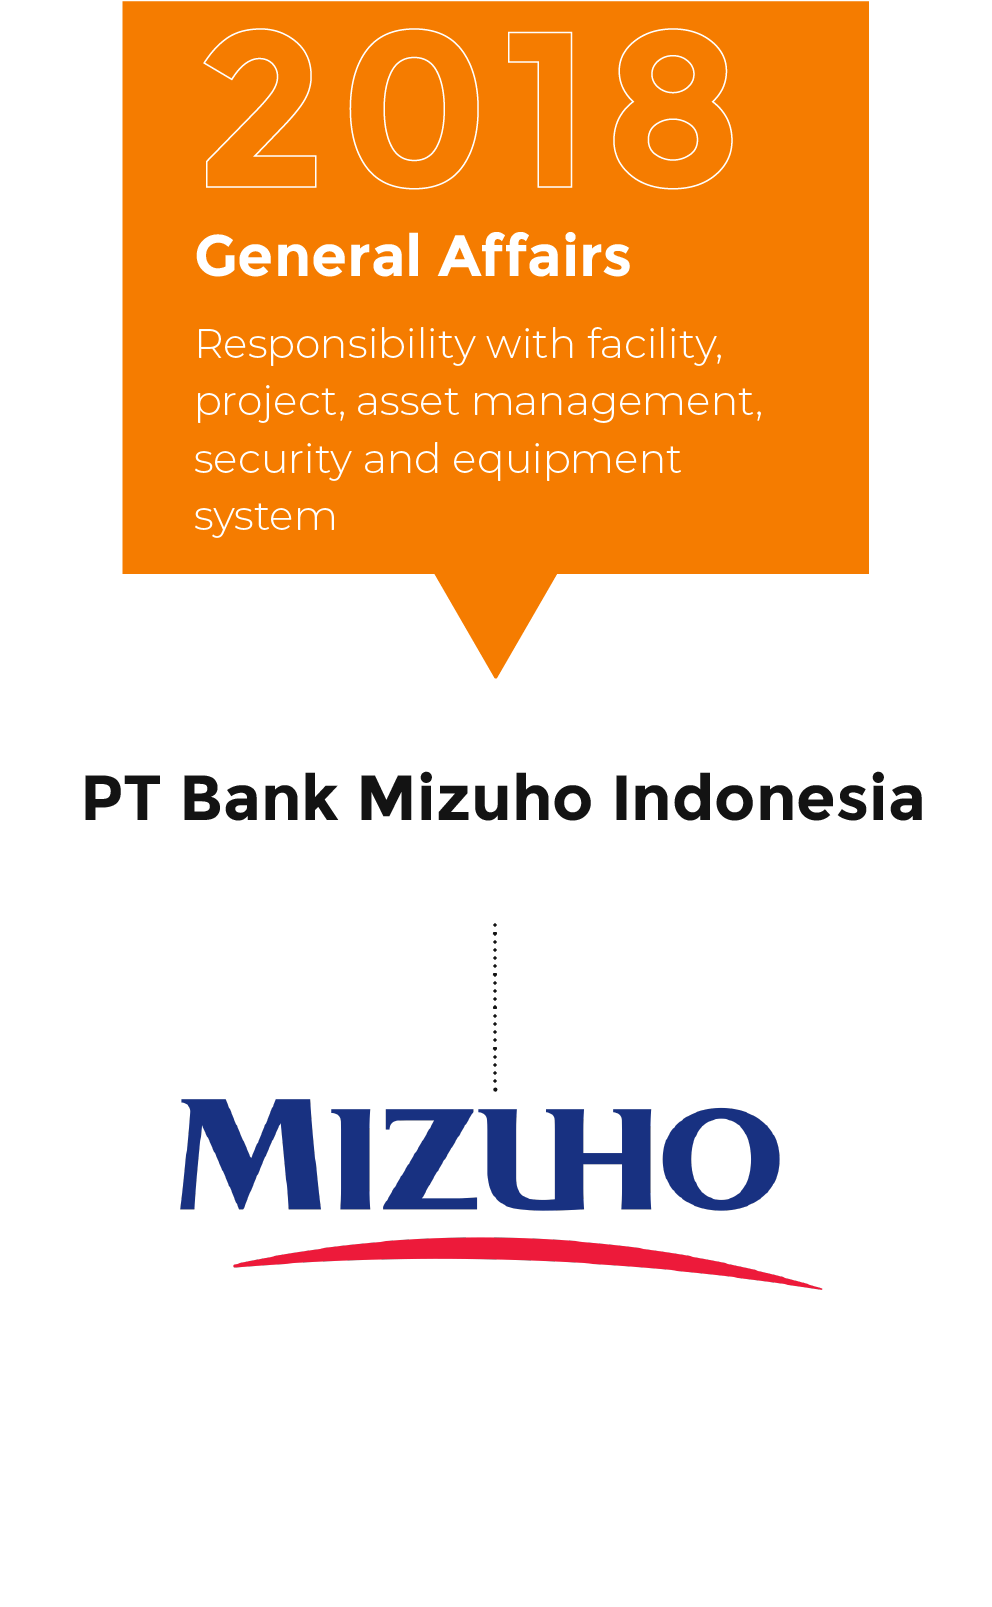 2018
General Affairs
Responsibility with facility,
project, asset management,
security and equipment
system
PT Bank Mizuho Indonesia
MIZUHO